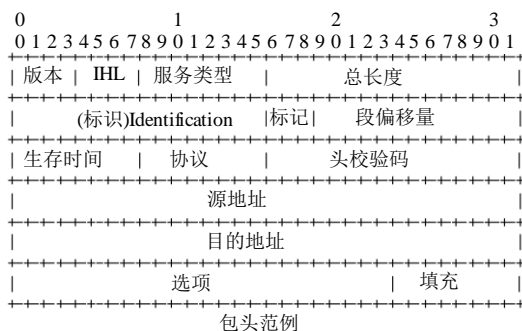 0 1 2 3
0 1 2 3 4 5 6 7 8 9 0 1 2 3 4 5 6 7 8 9 0 1 2 3 4 5 6 7 8 9 0 1
| 版本 | IHL | 服务类型 | 总长度 |
| (标识)Identification |标记| 段偏移量 |
| 生存时间 | 协议 | 头校验码 |
| 源地址 |
| 目的地址 |
| 选项 | 填充 |
包头范例